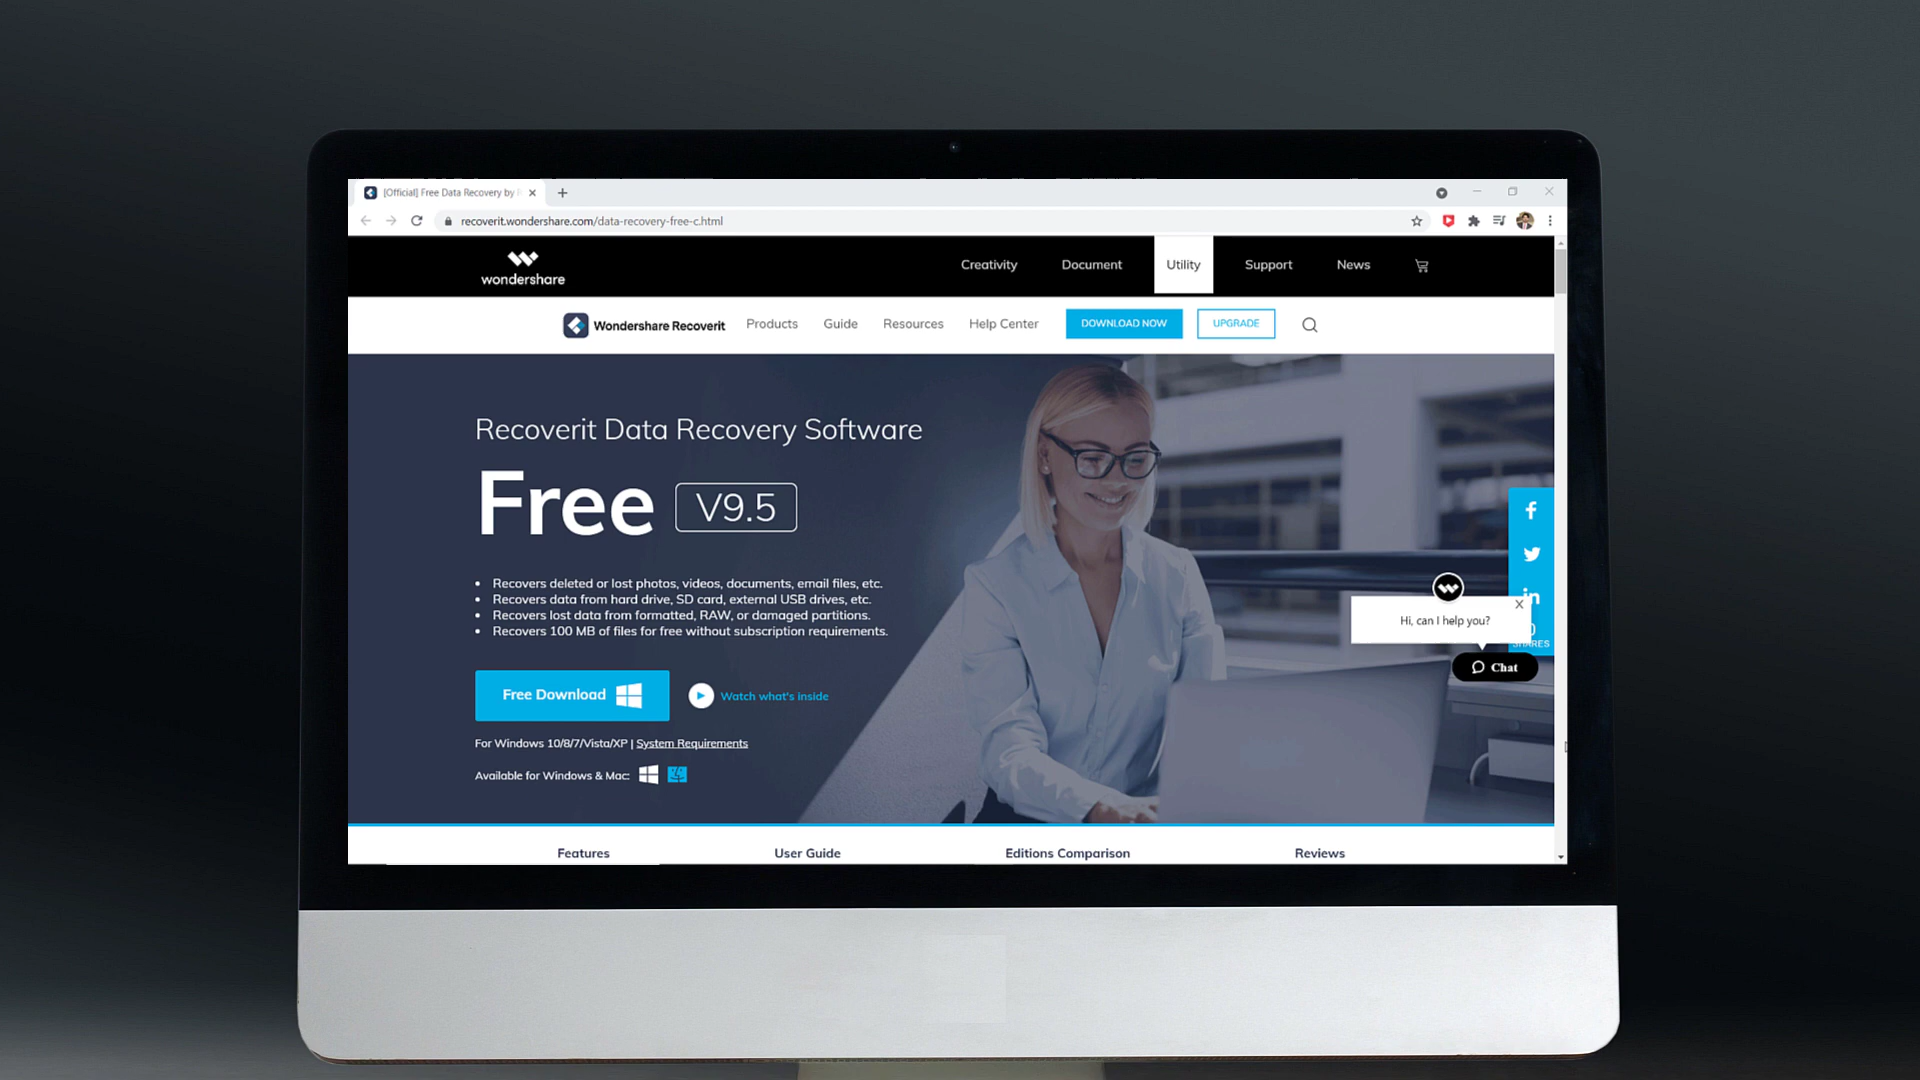 [Official] Free Data Recovery by
recoverit.wondershare.com/data-recovery-free-c.html
wondershare
Creativity
Document
Utility
Support
News
Wondershare Recoverit
Products
Guide
Resources
Help Center
DOWNLOAD NOW
UPGRADE
Recoverit Data Recovery Software
Free V9.5
• Recovers deleted or lost photos, videos, documents, email files, etc.
• Recovers data from hard drive, SD card, external USB drives, etc.
• Recovers lost data from formatted, RAW, or damaged partitions.
• Recovers 100 MB of files for free without subscription requirements.
in
Hi, can I help you?
SHARES
Chat
Free Download
Watch what's inside
For Windows 10/8/7/Vista/XP | System Requirements
Available for Windows & Mac:
Features
User Guide
Editions Comparison
Reviews